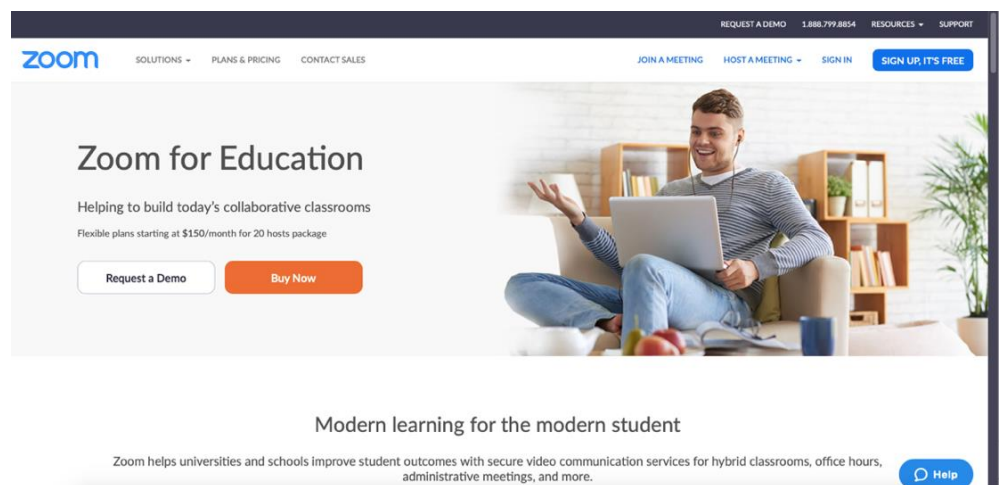 REQUEST A DEMO 1.888.799.8854 RESOURCES SUPPORT
zoom SOLUTIONS PLANS & PRICING CONTACT SALES JOIN A MEETING HOST A MEETING SIGN IN SIGN UP, IT'S FREE
Zoom for Education
Helping to build today's collaborative classrooms
Flexible plans starting at $150/month for 20 hosts package
Request a Demo Buy Now
Modern learning for the modern student
Zoom helps universities and schools improve student outcomes with secure video communication services for hybrid classrooms, office hours,
administrative meetings, and more.
Help